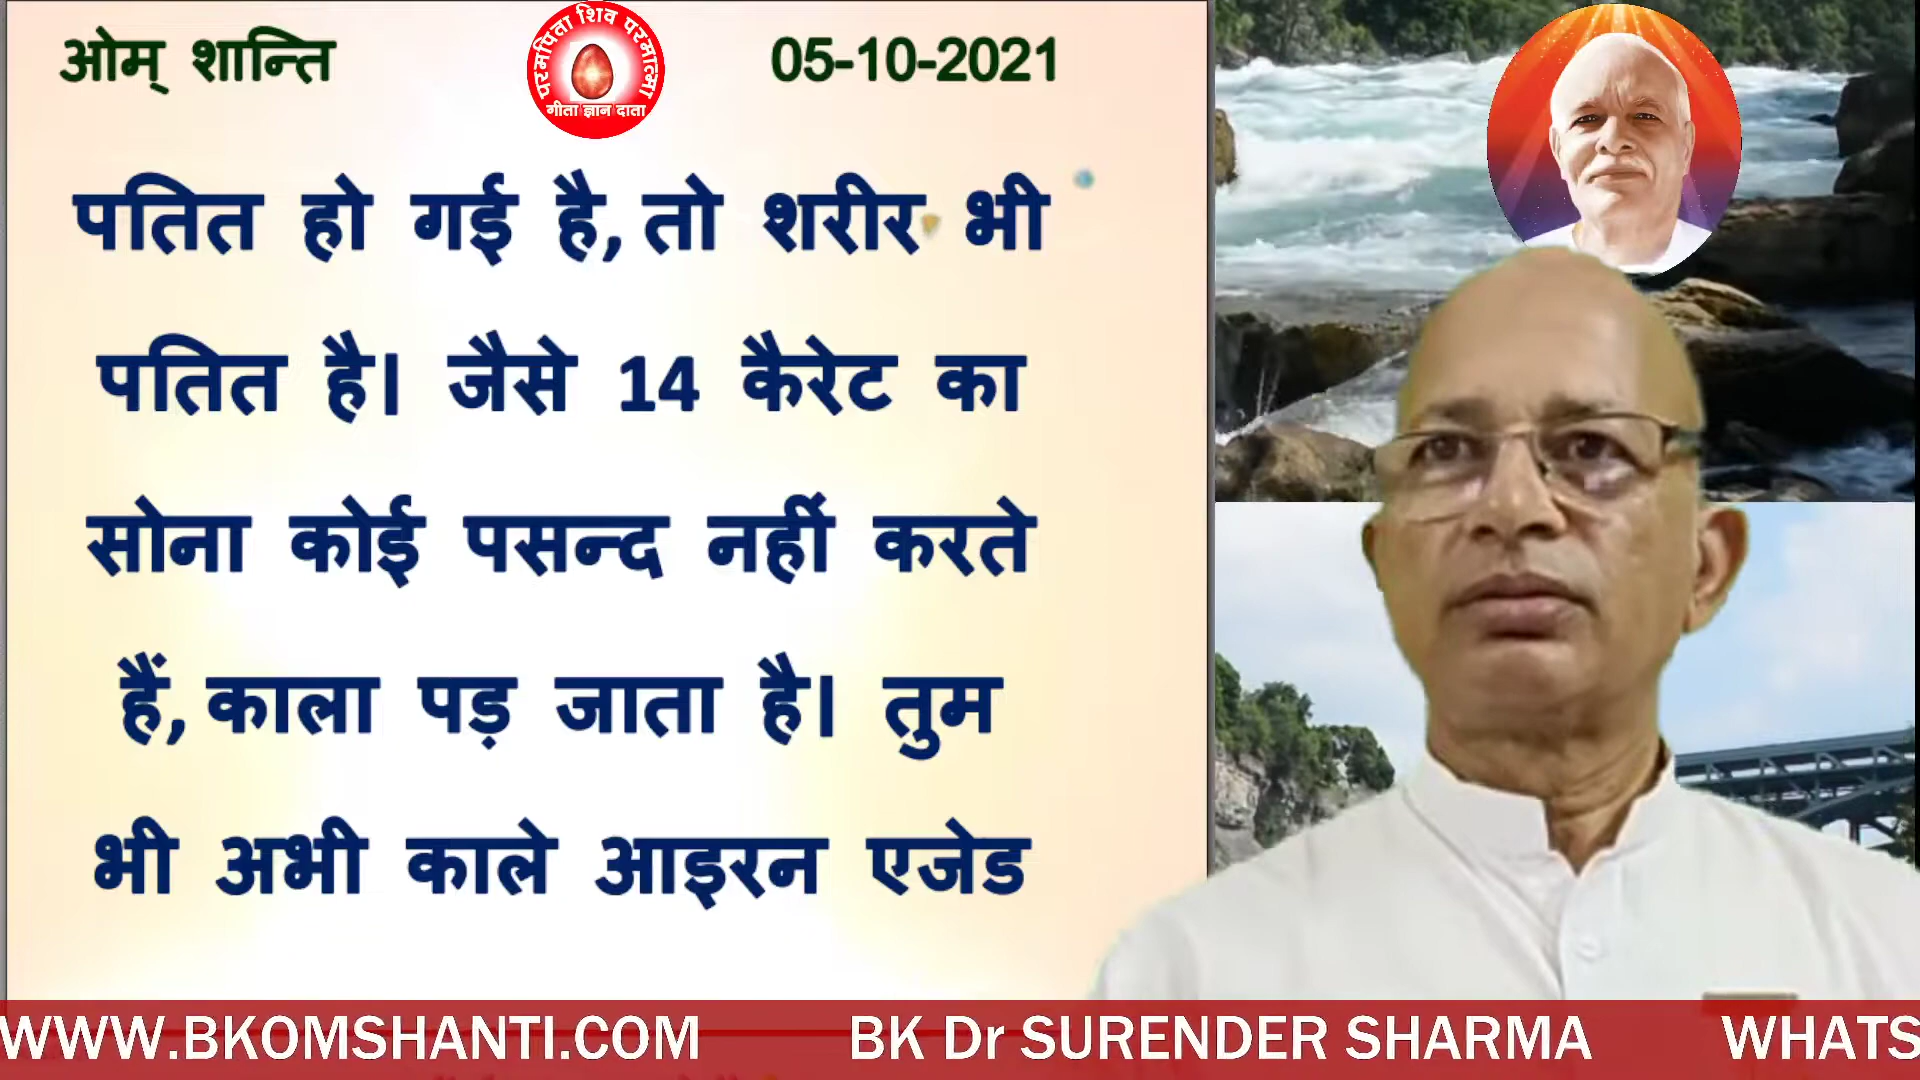 ओम् शान्ति
परमपिता शिव परमात्मा
गीता ज्ञान दाता
05-10-2021
पतित हो गई है, तो शरीर भी
पतित है। जैसे 14 कैरेट का
सोना कोई पसन्द नहीं करते
हैं, काला पड़ जाता है। तुम
भी अभी काले आइरन एजेड
WWW.BKOMSHANTI.COM BK Dr SURENDER SHARMA WHATS